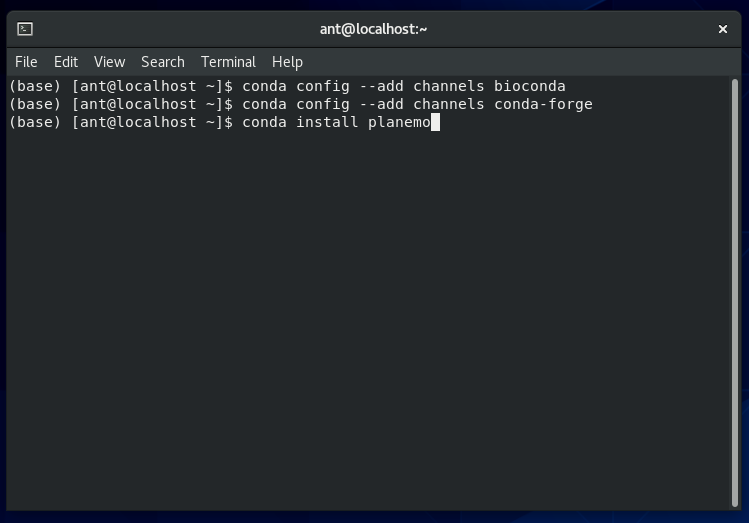 ant@localhost:~
File Edit View Search Terminal Help
(base) [ant@localhost ~]$ conda config --add channels bioconda
(base) [ant@localhost ~]$ conda config --add channels conda-forge
(base) [ant@localhost ~]$ conda install planemo